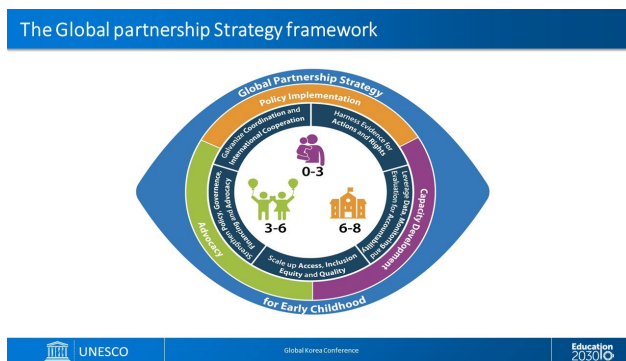 The Global partnership Strategy framework
Global Partnership Strategy
Policy Implementation
Galvanize Coordination and
International Cooperation
Harness Evidence for
Actions and Rights
0-3
3-6
6-8
Strengthen Policy, Governance,
Financing and Advocacy
Leverage Data, Monitoring and
Evaluation for Accountability
Advocacy
Capacity Development
Scale up Access, Inclusion
Equity and Quality
for Early Childhood
UNESCO
Global Korea Conference
Education
2030